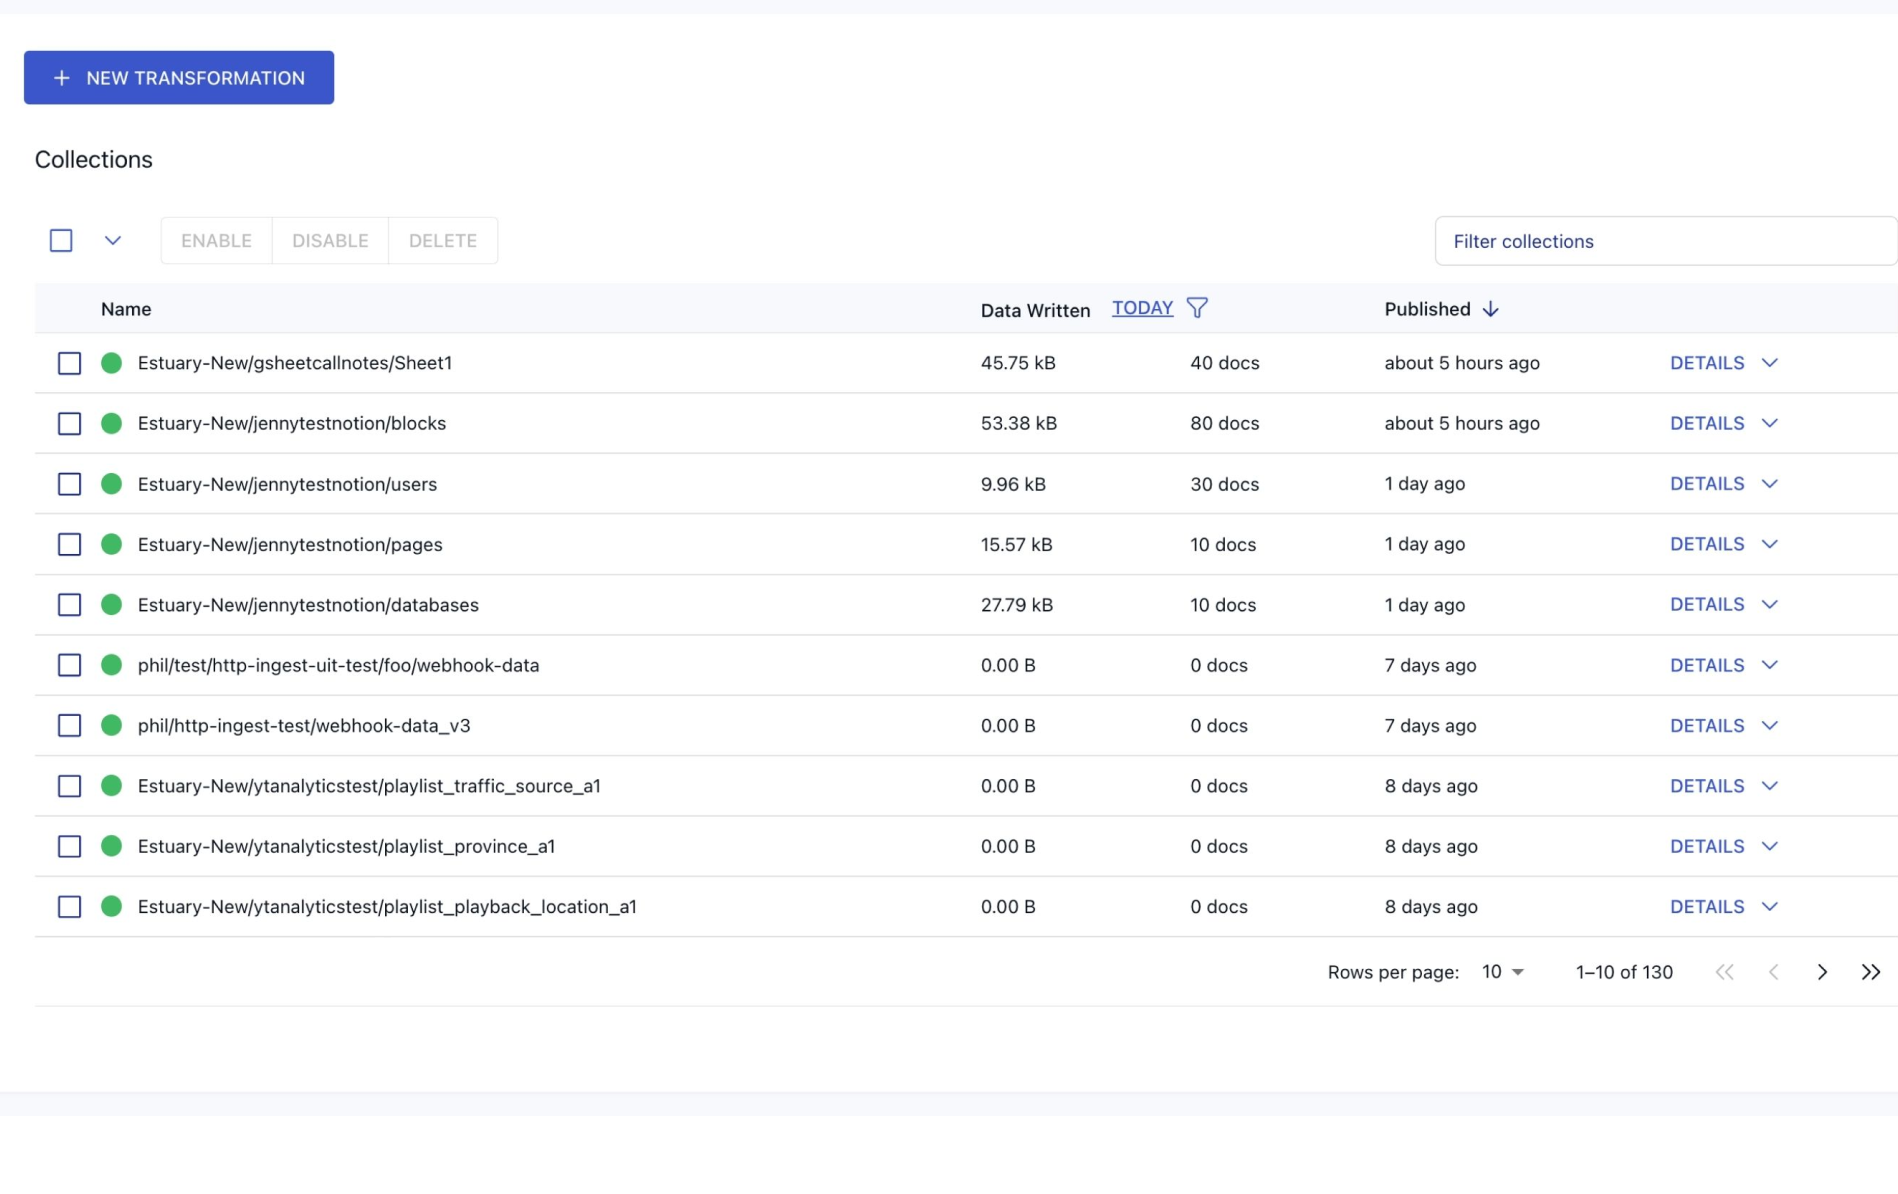 + NEW TRANSFORMATION
Collections
ENABLE DISABLE DELETE Filter collections
Name Data Written TODAY Published
Estuary-New/gsheetcallnotes/Sheet1 45.75 kB 40 docs about 5 hours ago DETAILS
Estuary-New/jennytestnotion/blocks 53.38 kB 80 docs about 5 hours ago DETAILS
Estuary-New/jennytestnotion/users 9.96 kB 30 docs 1 day ago DETAILS
Estuary-New/jennytestnotion/pages 15.57 kB 10 docs 1 day ago DETAILS
Estuary-New/jennytestnotion/databases 27.79 kB 10 docs 1 day ago DETAILS
phil/test/http-ingest-uit-test/foo/webhook-data 0.00 B 0 docs 7 days ago DETAILS
phil/http-ingest-test/webhook-data_v3 0.00 B 0 docs 7 days ago DETAILS
Estuary-New/ytanalyticstest/playlist_traffic_source_a1 0.00 B 0 docs 8 days ago DETAILS
Estuary-New/ytanalyticstest/playlist_province_a1 0.00 B 0 docs 8 days ago DETAILS
Estuary-New/ytanalyticstest/playlist_playback_location_a1 0.00 B 0 docs 8 days ago DETAILS
Rows per page: 10 1–10 of 130